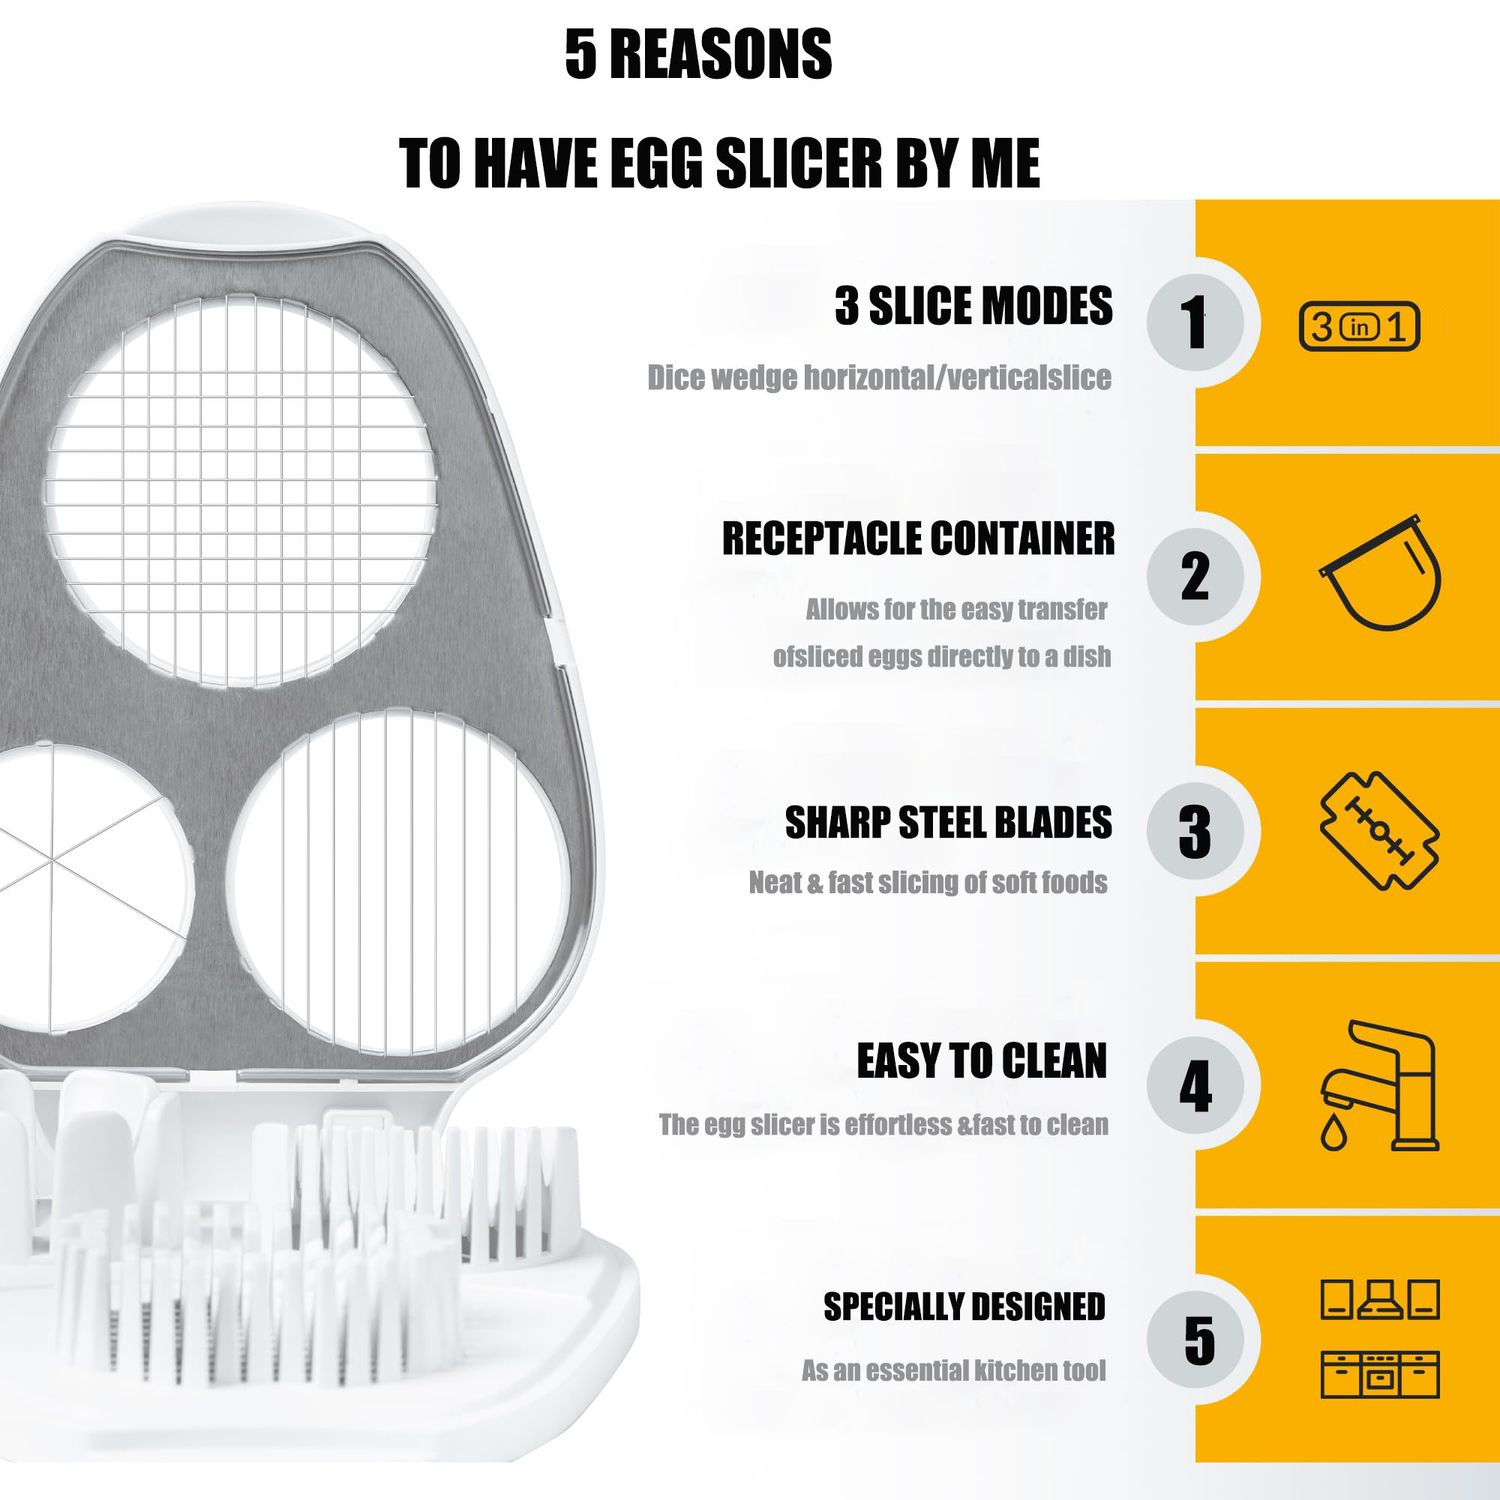 5 REASONS
TO HAVE EGG SLICER BY ME
3 SLICE MODES
Dice wedge horizontal/verticalslice
1
3 in 1
RECEPTACLE CONTAINER
Allows for the easy transfer
ofsliced eggs directly to a dish
2
SHARP STEEL BLADES
Neat & fast slicing of soft foods
3
EASY TO CLEAN
The egg slicer is effortless &fast to clean
4
SPECIALLY DESIGNED
As an essential kitchen tool
5